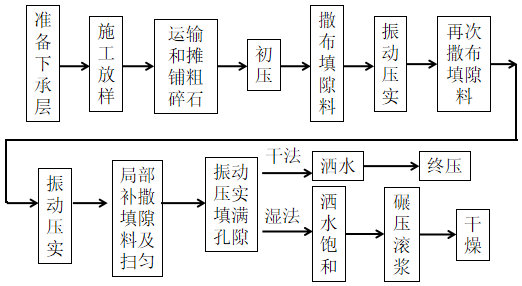 准备下承层
施工放样
运输
和摊
铺粗
碎石
初压
撒布填隙料
振动压实
再次
撒布
填隙
料
振动压实
局部
补撒
填隙
料及
扫匀
振动
压实
填满
孔隙
干法
洒水
终压
湿法
洒水饱和
碾压滚浆
干燥